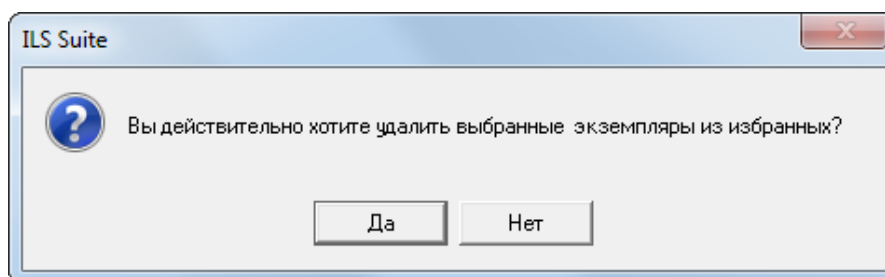 ILS Suite
Вы действительно хотите удалить выбранные экземпляры из избранных?
Да
Нет